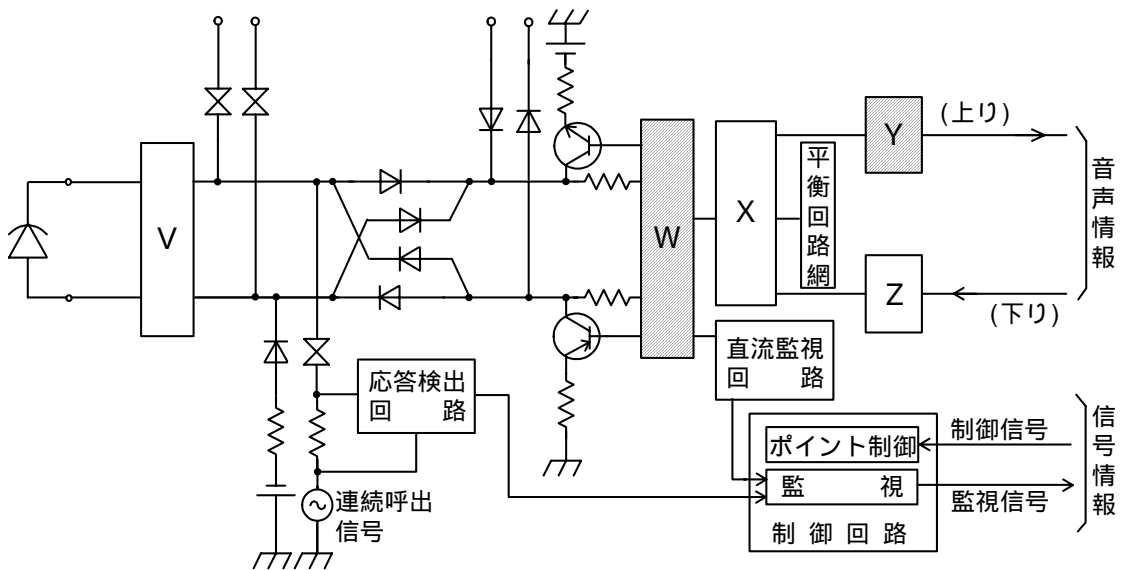 V
W
X
平衡回路網
Y
Z
(上り)
(下り)
音声情報
直流監視
回 路
応答検出
回 路
連続呼出
信号
ポイント制御
監 視
制 御 回 路
制御信号
監視信号
信号情報